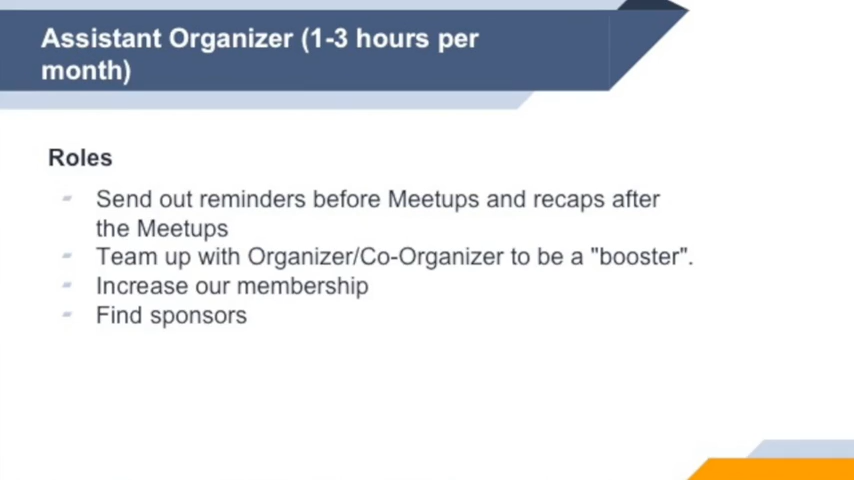 Assistant Organizer (1-3 hours per
month)
Roles
Send out reminders before Meetups and recaps after
the Meetups
Team up with Organizer/Co-Organizer to be a "booster".
Increase our membership
Find sponsors